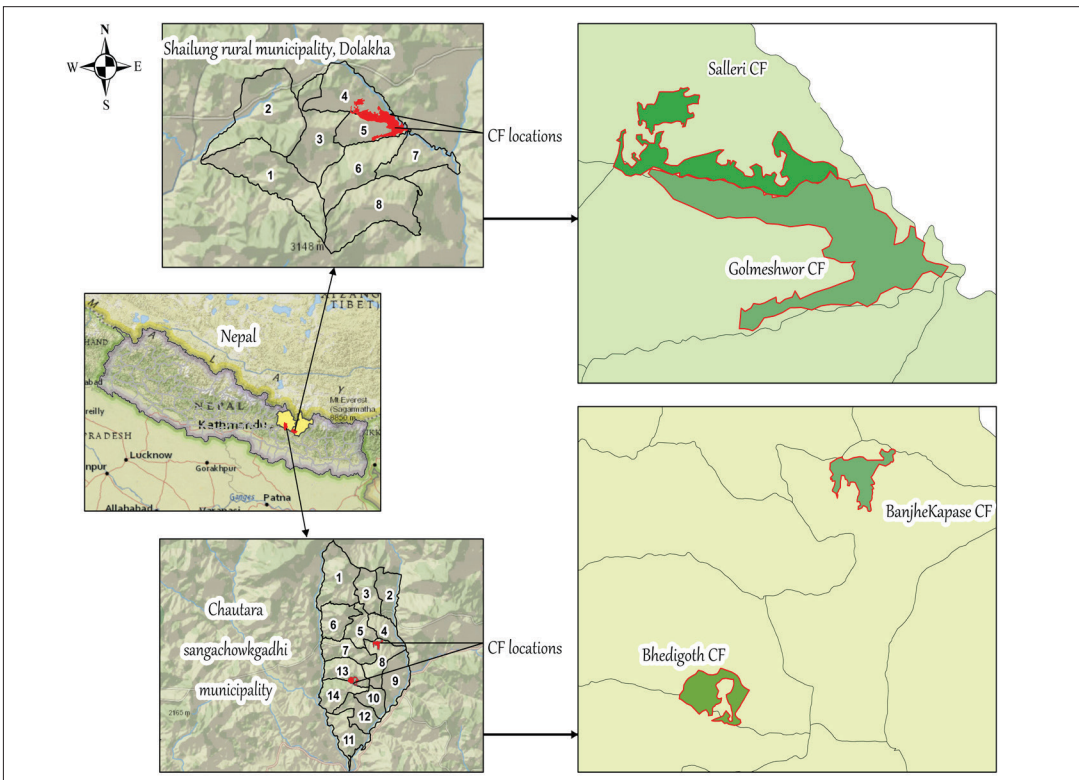 N
W E
S
Shailung rural municipality, Dolakha
2
4
3
5
7
1
6
8
3148 m
CF locations
Salleri CF
Golmeshwor CF
TIBET
Nepal
Mt Everest
(Sagarmatha
8850 m)
NEPAL
Kathmandu
PRADESH
Lucknow
Gorakhpur
Ganges
Patna
Allahabad
Chautara
sangachowkgadhi
municipality
1
3
2
6
5
4
7
8
13
9
14
10
12
11
2165 m
CF locations
BanjheKapase CF
Bhedigoth CF